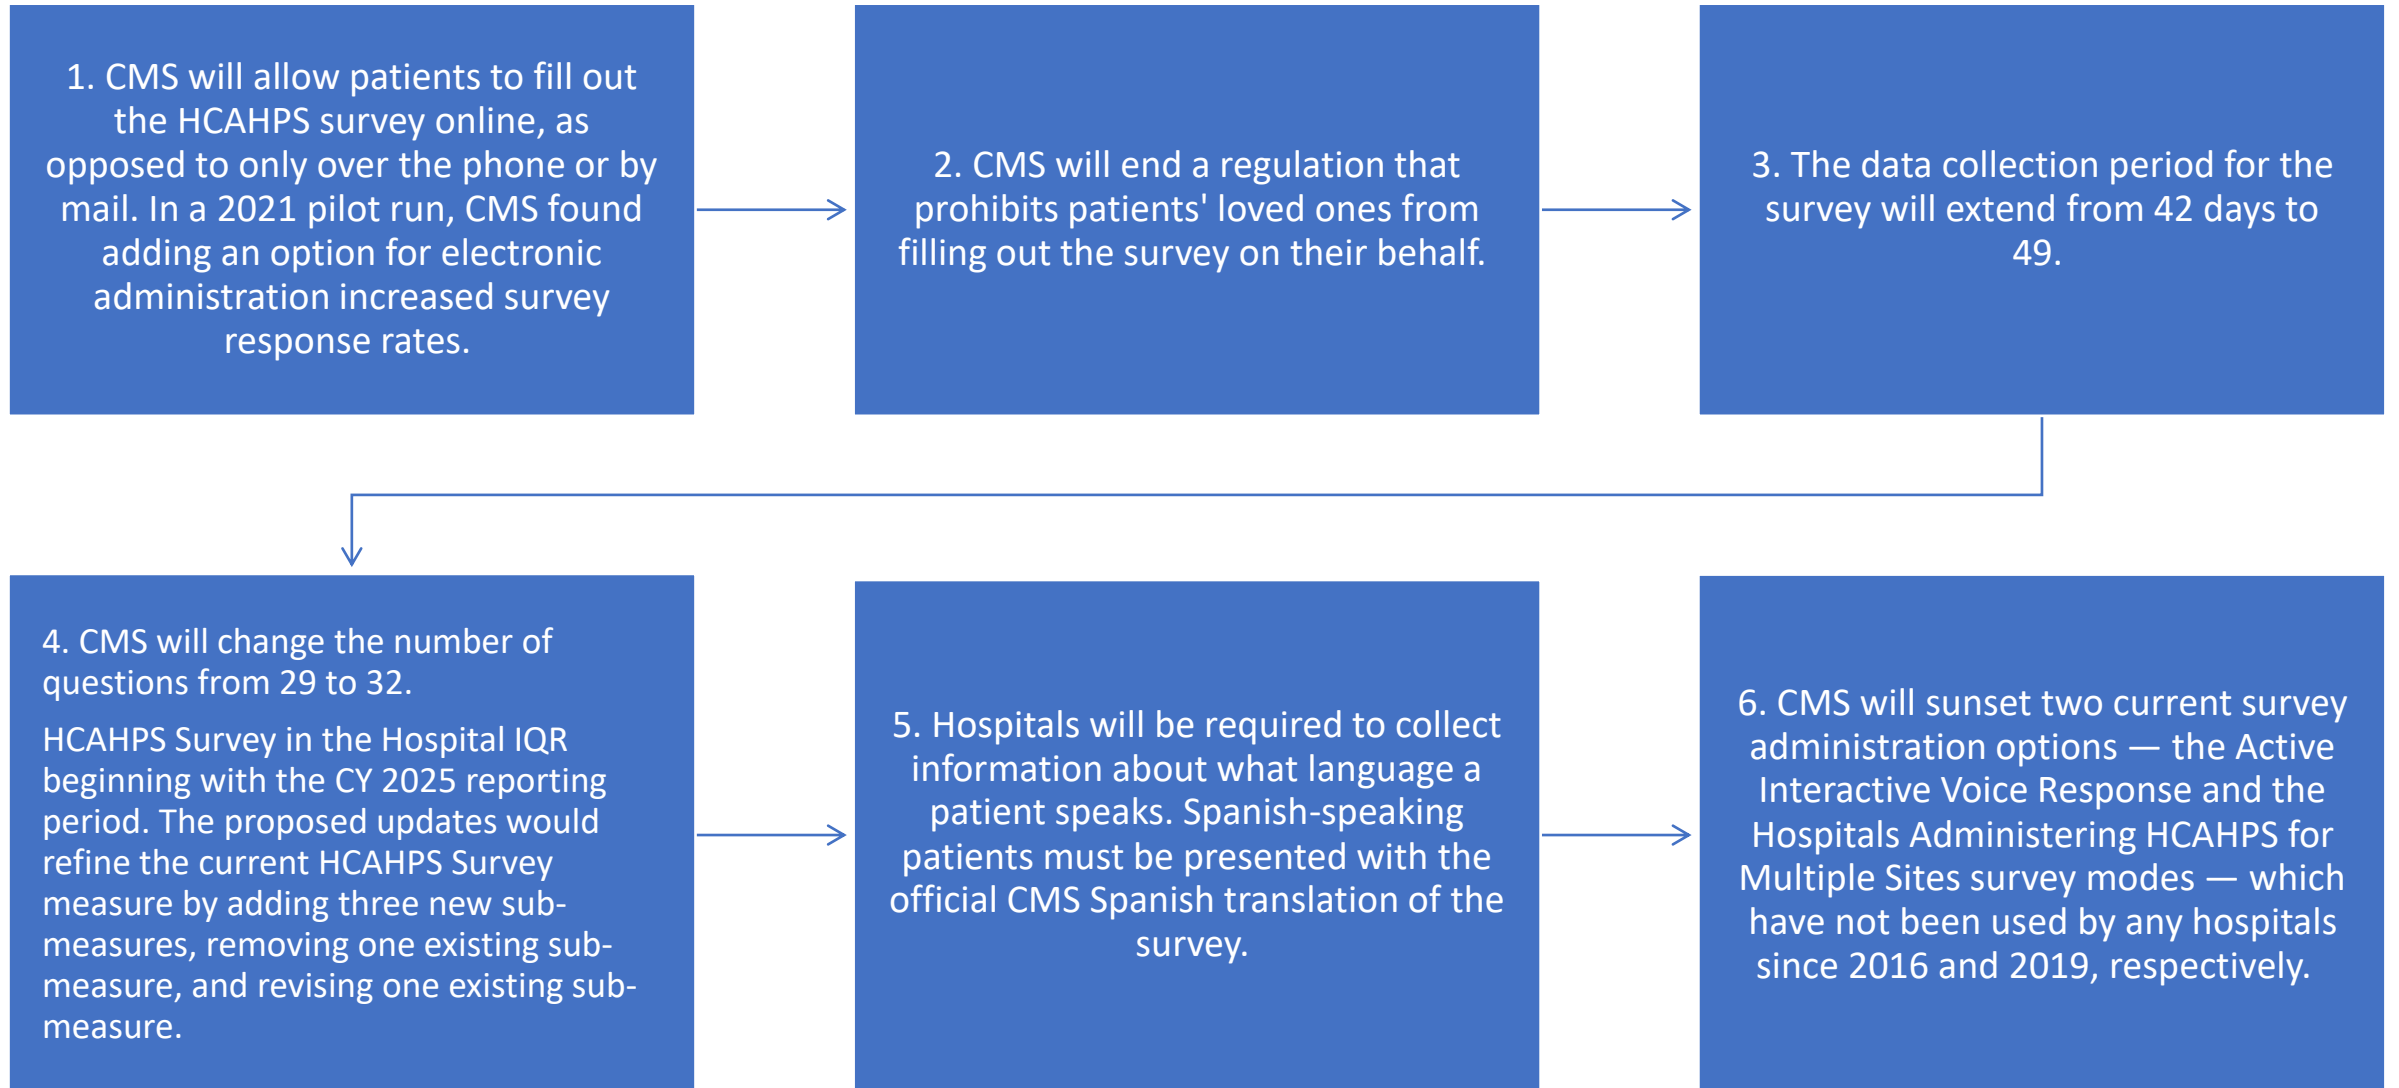 1. CMS will allow patients to fill out
the HCAHPS survey online, as
opposed to only over the phone or by
mail. In a 2021 pilot run, CMS found
adding an option for electronic
administration increased survey
response rates.
2. CMS will end a regulation that
prohibits patients' loved ones from
filling out the survey on their behalf.
3. The data collection period for the
survey will extend from 42 days to
49.
4. CMS will change the number of
questions from 29 to 32.
HCAHPS Survey in the Hospital IQR
beginning with the CY 2025 reporting
period. The proposed updates would
refine the current HCAHPS Survey
measure by adding three new sub-
measures, removing one existing sub-
measure, and revising one existing sub-
measure.
5. Hospitals will be required to collect
information about what language a
patient speaks. Spanish-speaking
patients must be presented with the
official CMS Spanish translation of the
survey.
6. CMS will sunset two current survey
administration options — the Active
Interactive Voice Response and the
Hospitals Administering HCAHPS for
Multiple Sites survey modes — which
have not been used by any hospitals
since 2016 and 2019, respectively.